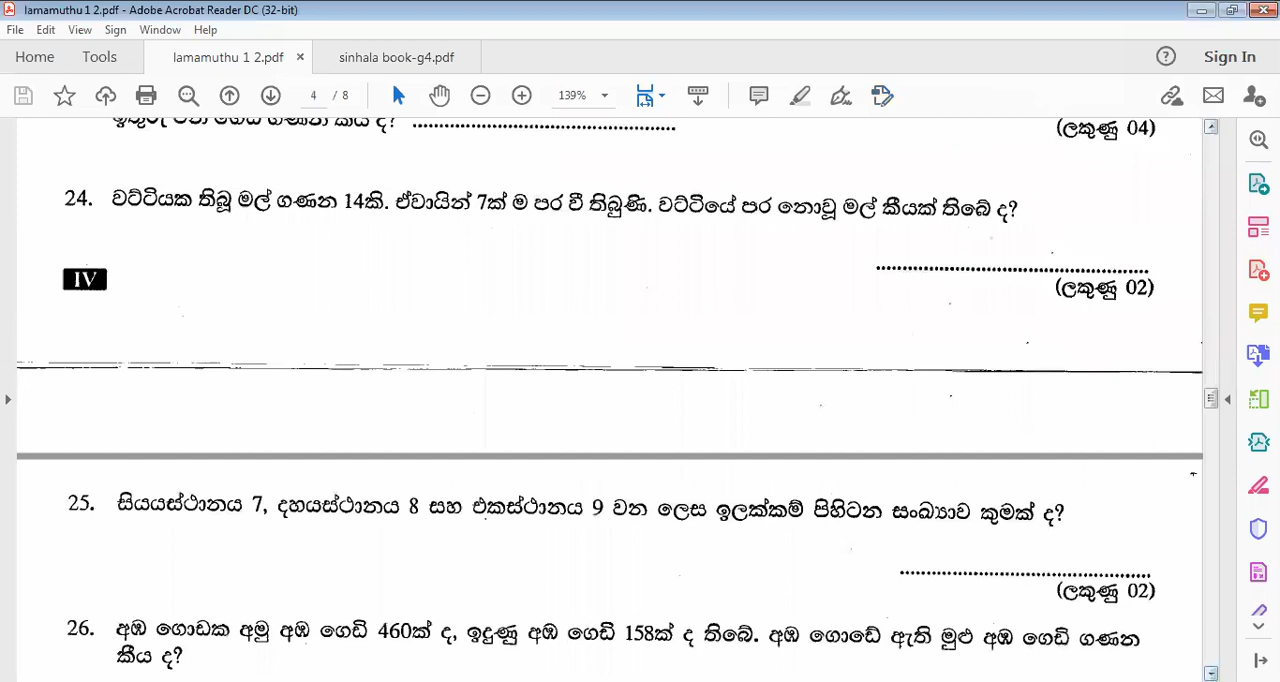 lamamuthu 1 2.pdf - Adobe Acrobat Reader DC (32-bit)
File Edit View Sign Window Help
Home Tools lamamuthu 1 2.pdf × sinhala book-g4.pdf Sign In
4 / 8 139%
ඉතුරු වන ගෙඩි ගණන කීය ද? (ලකුණු 04)
24. වට්ටියක තිබූ මල් ගණන 14කි. ඒවායින් 7ක් ම පර වී තිබුණි. වට්ටියේ පර නොවූ මල් කීයක් තිබේ ද?
IV
(ලකුණු 02)
25. සියයස්ථානය 7, දහයස්ථානය 8 සහ එකස්ථානය 9 වන ලෙස ඉලක්කම් පිහිටන සංඛ්‍යාව කුමක් ද?
(ලකුණු 02)
26. අඹ ගොඩක අමු අඹ ගෙඩි 460ක් ද, ඉදුණු අඹ ගෙඩි 158ක් ද තිබේ. අඹ ගොඩේ ඇති මුළු අඹ ගෙඩි ගණන
කීය ද?